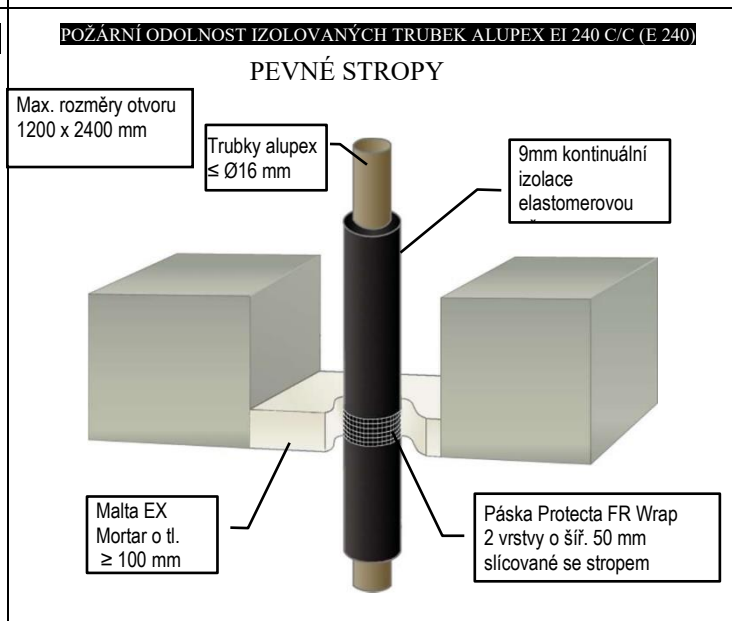 POŽÁRNÍ ODOLNOST IZOLOVANÝCH TRUBEK ALUPEX EI 240 C/C (E 240)
PEVNÉ STROPY
Max. rozměry otvoru
1200 x 2400 mm
Trubky alupex
≤ Ø16 mm
9mm kontinuální
izolace
elastomerovou
Malta EX
Mortar o tl.
≥ 100 mm
Páska Protecta FR Wrap
2 vrstvy o šíř. 50 mm
slícované se stropem